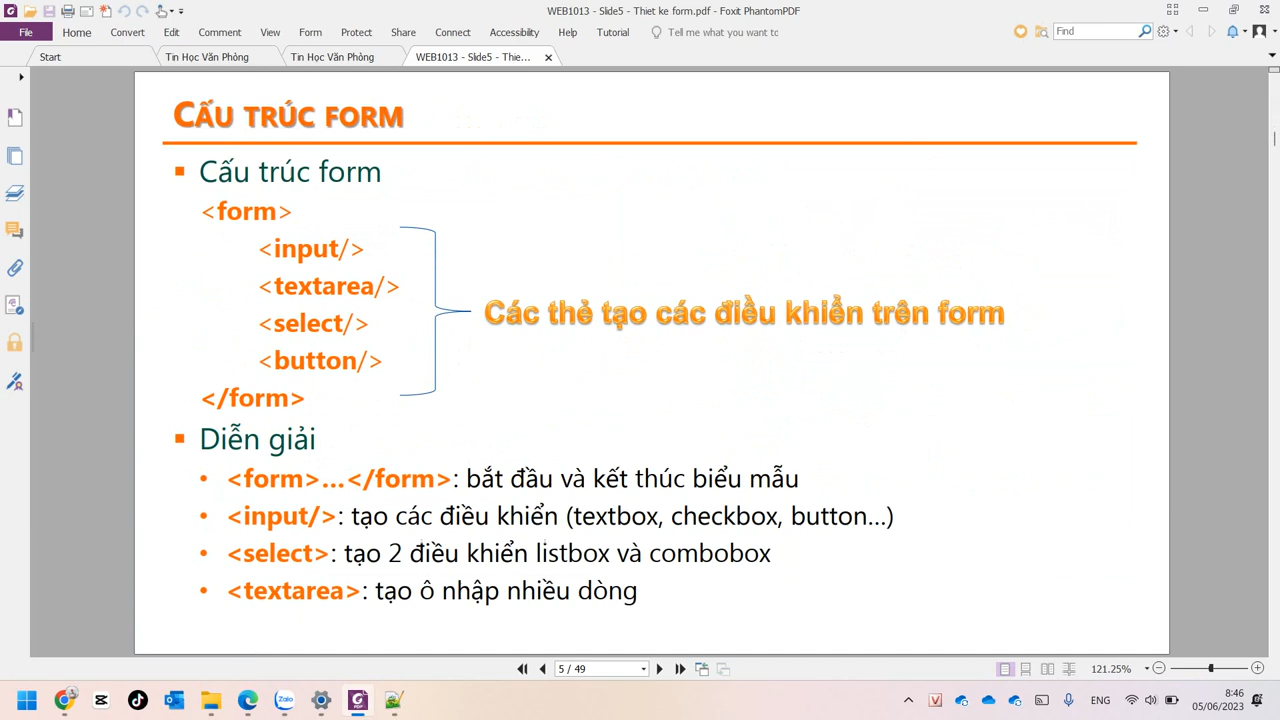 WEB1013 - Slide5 - Thiet ke form.pdf - Foxit PhantomPDF
File Home Convert Edit Comment View Form Protect Share Connect Accessibility Help Tutorial Tell me what you want to Find
Start Tin Học Văn Phòng Tin Học Văn Phòng WEB1013 - Slide5 - Thie...
CẤU TRÚC FORM
Cấu trúc form
<form>
<input/>
<textarea/>
<select/>
<button/>
</form>
Các thẻ tạo các điều khiển trên form
Diễn giải
<form>...</form>: bắt đầu và kết thúc biểu mẫu
<input/>: tạo các điều khiển (textbox, checkbox, button...)
<select>: tạo 2 điều khiển listbox và combobox
<textarea>: tạo ô nhập nhiều dòng
5 / 49 121.25%
Zalo PDF ENG 8:46
05/06/2023